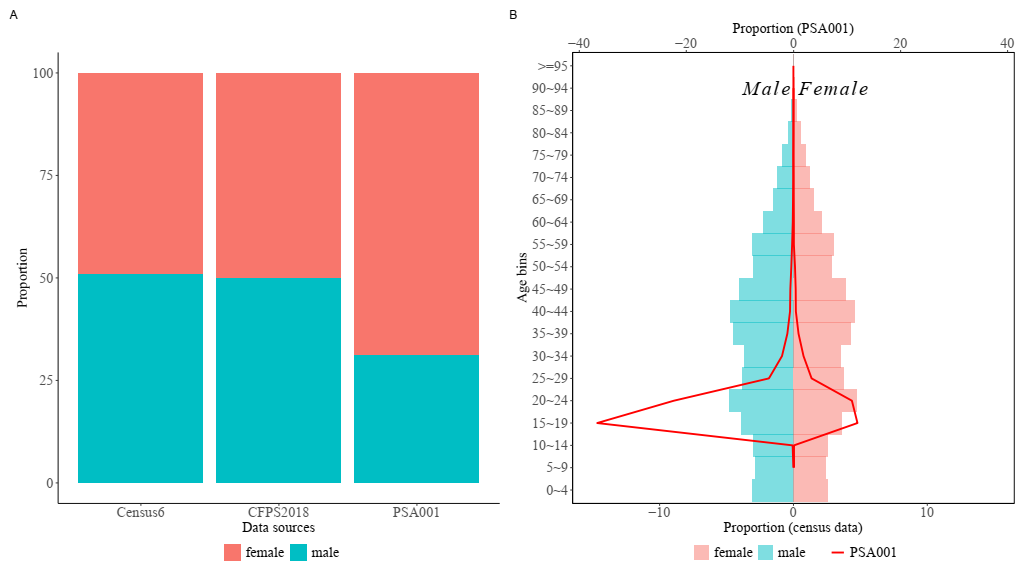 A
Proportion
100
75
50
25
0
Census6 CFPS2018 PSA001
Data sources
female male
B
Proportion (PSA001)
−40 −20 0 20 40
Male Female
Age bins
>=95
90~94
85~89
80~84
75~79
70~74
65~69
60~64
55~59
50~54
45~49
40~44
35~39
30~34
25~29
20~24
15~19
10~14
5~9
0~4
−10 0 10
Proportion (census data)
female male PSA001